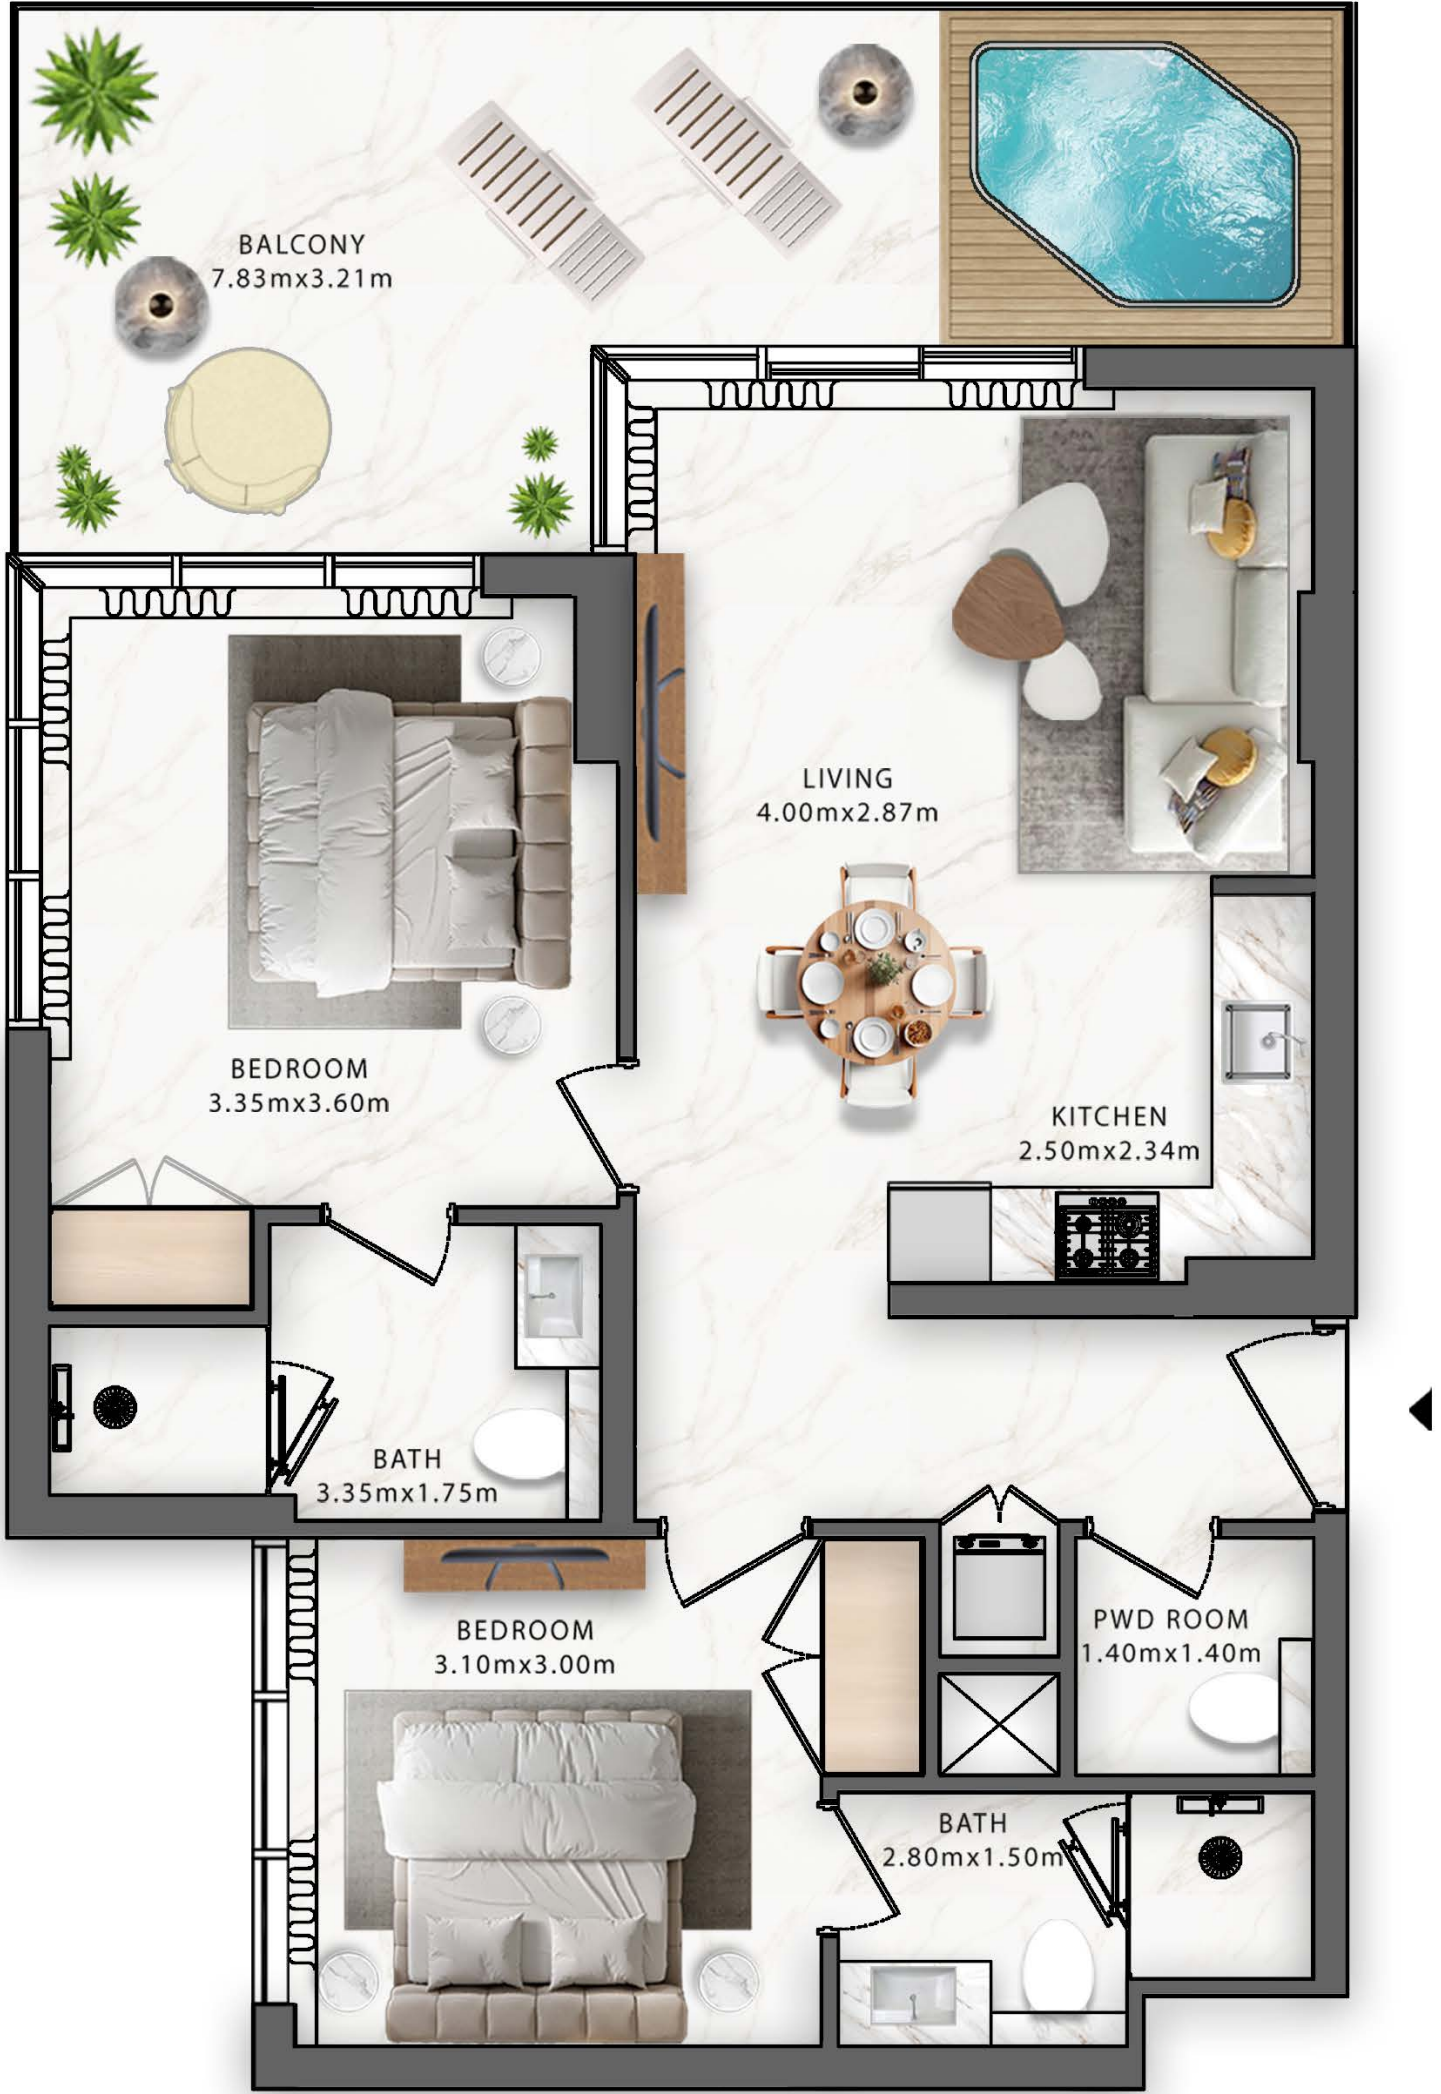 BALCONY
7.83mx3.21m
LIVING
4.00mx2.87m
BEDROOM
3.35mx3.60m
KITCHEN
2.50mx2.34m
BATH
3.35mx1.75m
BEDROOM
3.10mx3.00m
PWD ROOM
1.40mx1.40m
BATH
2.80mx1.50m